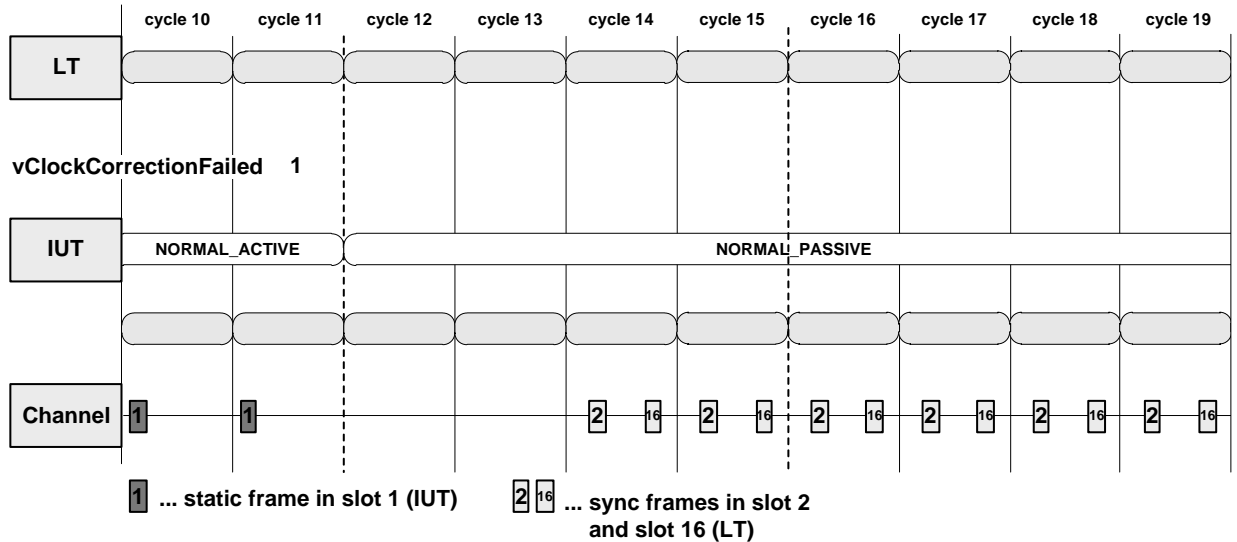 cycle 10 cycle 11 cycle 12 cycle 13 cycle 14 cycle 15 cycle 16 cycle 17 cycle 18 cycle 19
LT
vClockCorrectionFailed 1
IUT NORMAL_ACTIVE NORMAL_PASSIVE
Channel 1 1 2 16 2 16 2 16 2 16 2 16 2 16
1 ... static frame in slot 1 (IUT) 2 16 ... sync frames in slot 2
and slot 16 (LT)